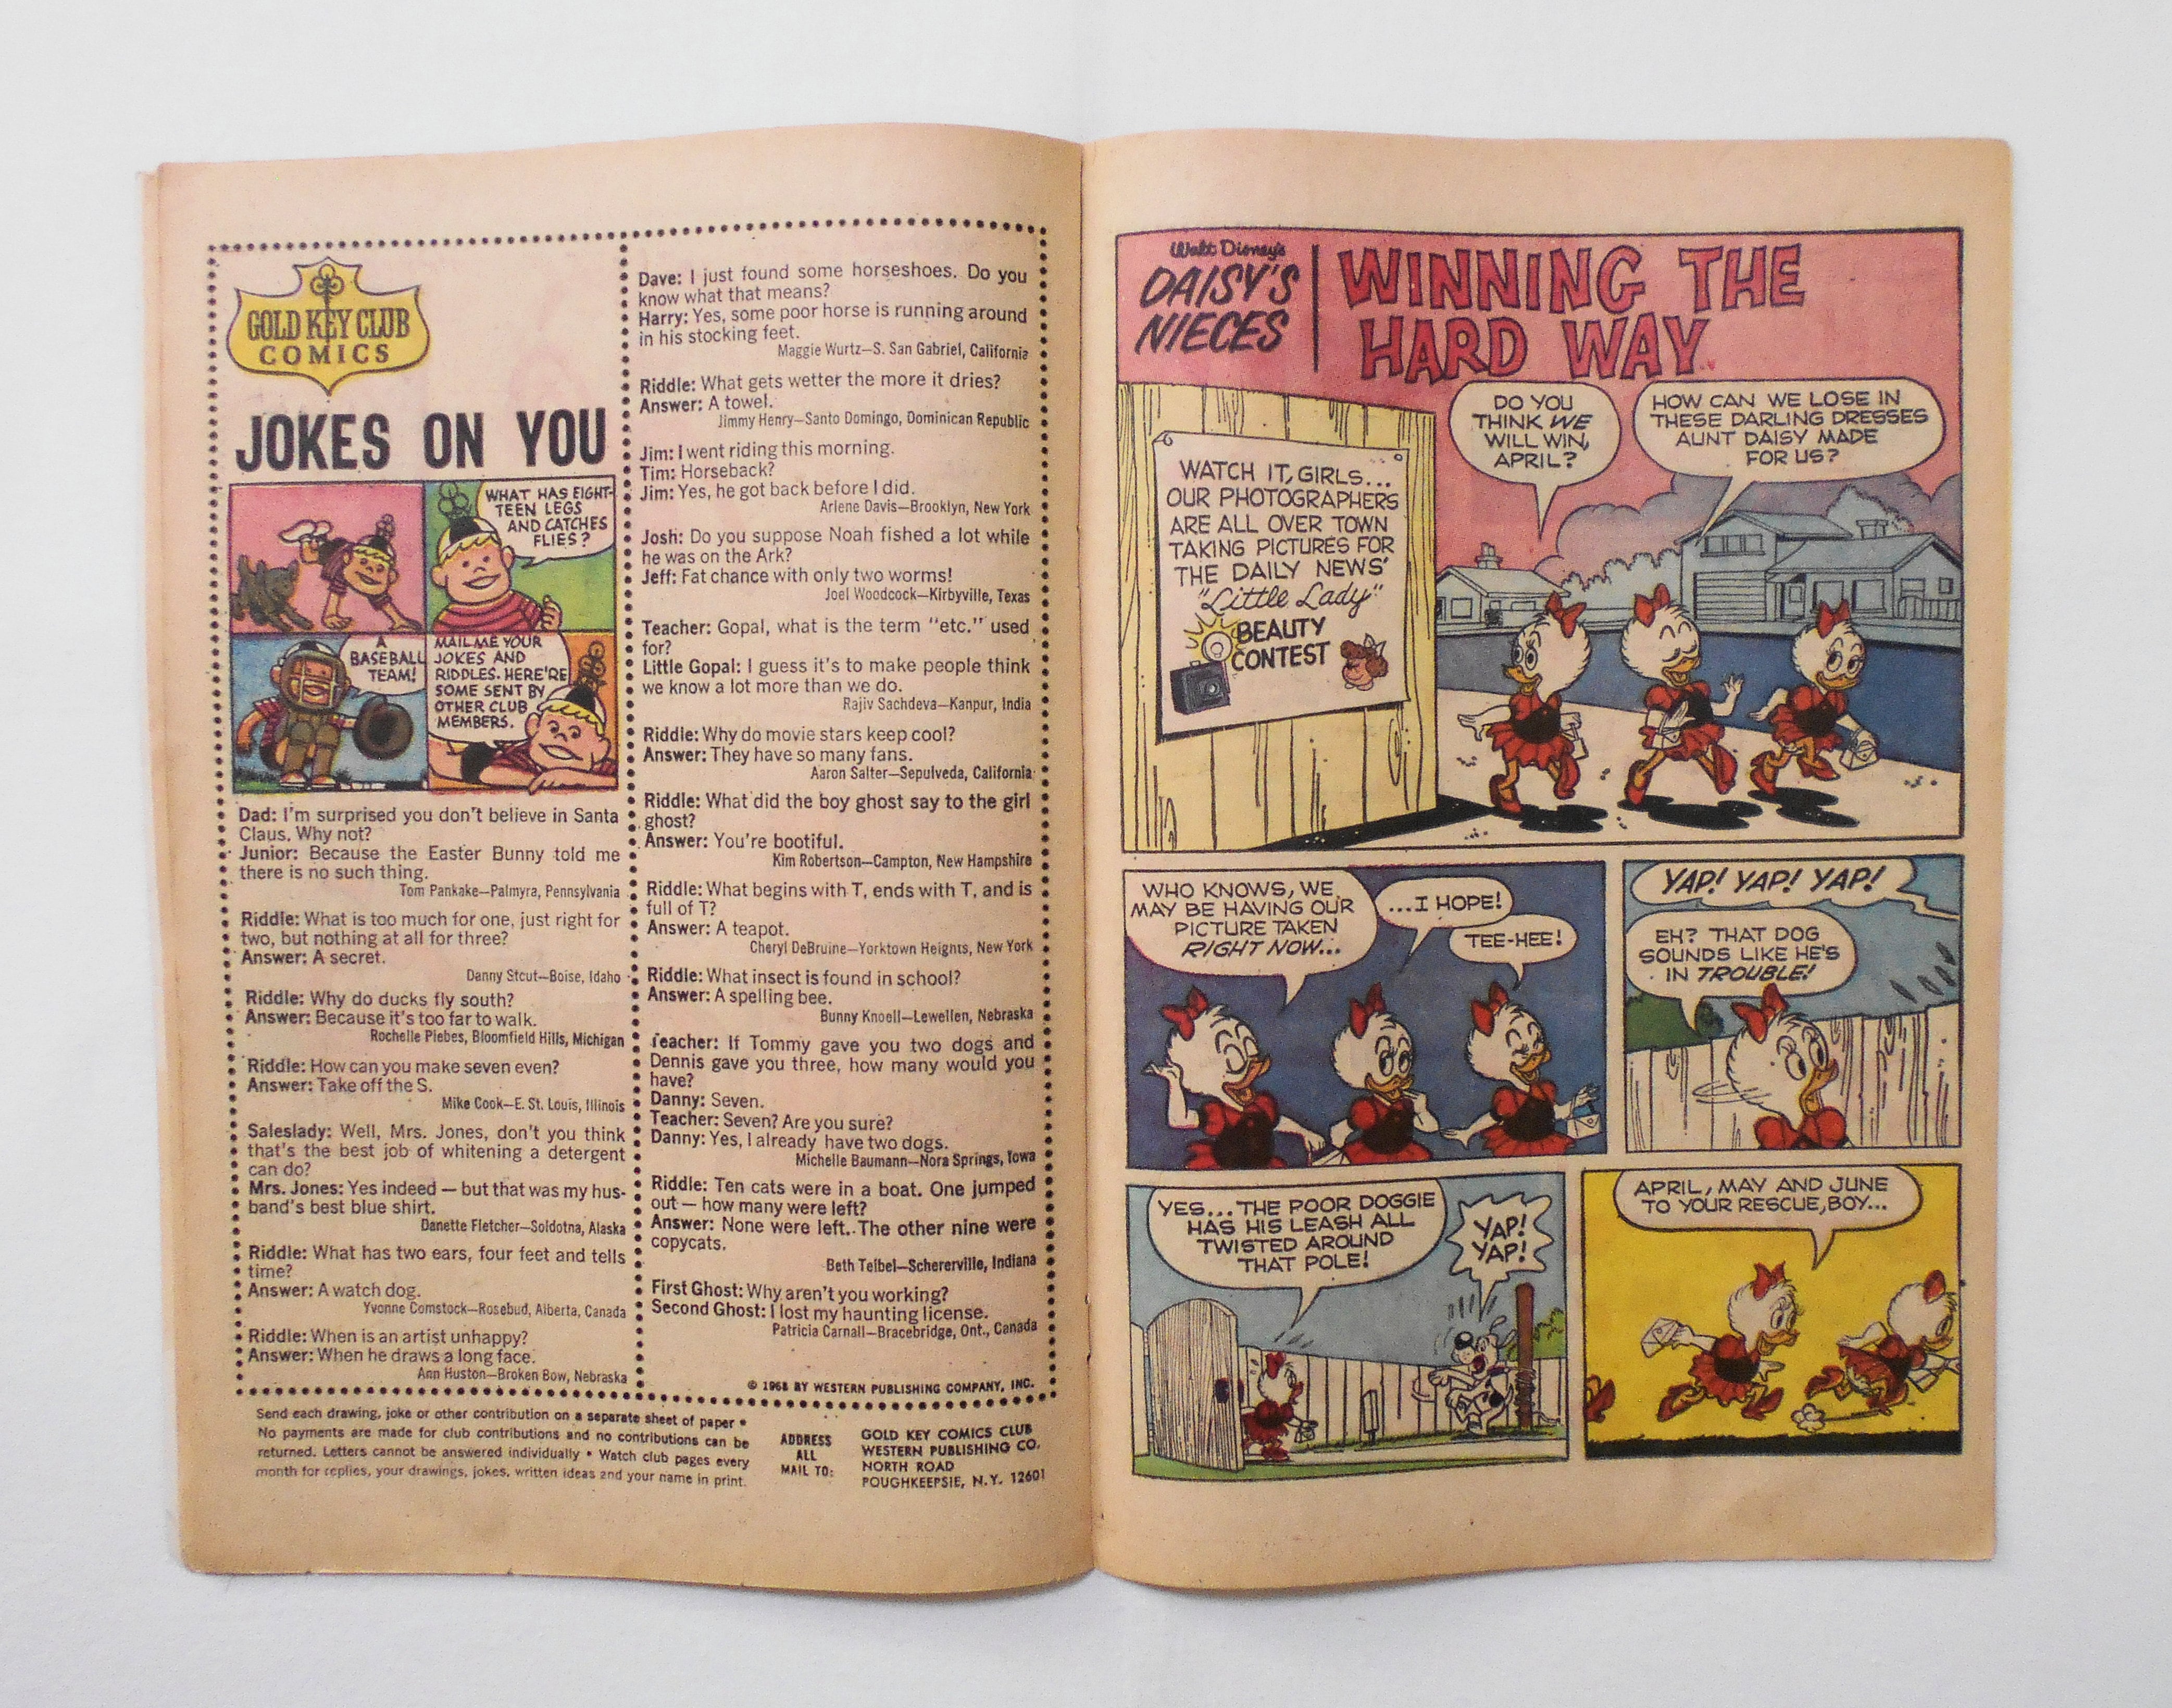 GOLD KEY CLUB
COMICS
JOKES ON YOU
WHAT HAS EIGHT-
TEEN LEGS
AND CATCHES
FLIES?
A
BASEBALL
TEAM!
MAIL ME YOUR
JOKES AND
RIDDLES. HERE'RE
SOME SENT BY
OTHER CLUB
MEMBERS.
Dad: I'm surprised you don't believe in Santa
Claus. Why not?
Junior: Because the Easter Bunny told me
there is no such thing.
Tom Pankake—Palmyra, Pennsylvania
Riddle: What is too much for one, just right for
two, but nothing at all for three?
Answer: A secret.
Danny Stcut—Boise, Idaho
Riddle: Why do ducks fly south?
Answer: Because it's too far to walk.
Rochelle Plebes, Bloomfield Hills, Michigan
Riddle: How can you make seven even?
Answer: Take off the S.
Mike Cook—E. St. Louis, Illinois
Saleslady: Well, Mrs. Jones, don't you think
that's the best job of whitening a detergent
can do?
Mrs. Jones: Yes indeed — but that was my hus-
band's best blue shirt.
Danette Fletcher—Soldotna, Alaska
Riddle: What has two ears, four feet and tells
time?
Answer: A watch dog.
Yvonne Comstock—Rosebud, Alberta, Canada
Riddle: When is an artist unhappy?
Answer: When he draws a long face.
Ann Huston—Broken Bow, Nebraska
Dave: I just found some horseshoes. Do you
know what that means?
Harry: Yes, some poor horse is running around
in his stocking feet.
Maggie Wurtz—S. San Gabriel, California
Riddle: What gets wetter the more it dries?
Answer: A towel.
Jimmy Henry—Santo Domingo, Dominican Republic
Jim: I went riding this morning.
Tim: Horseback?
Jim: Yes, he got back before I did.
Arlene Davis—Brooklyn, New York
Josh: Do you suppose Noah fished a lot while
he was on the Ark?
Jeff: Fat chance with only two worms!
Joel Woodcock—Kirbyville, Texas
Teacher: Gopal, what is the term "etc." used
for?
Little Gopal: I guess it's to make people think
we know a lot more than we do.
Rajiv Sachdeva—Kanpur, India
Riddle: Why do movie stars keep cool?
Answer: They have so many fans.
Aaron Salter—Sepulveda, California
Riddle: What did the boy ghost say to the girl
ghost?
Answer: You're bootiful.
Kim Robertson—Campton, New Hampshire
Riddle: What begins with T, ends with T, and is
full of T?
Answer: A teapot.
Cheryl DeBruine—Yorktown Heights, New York
Riddle: What insect is found in school?
Answer: A spelling bee.
Bunny Knoell—Lewellen, Nebraska
Teacher: If Tommy gave you two dogs and
Dennis gave you three, how many would you
have?
Danny: Seven.
Teacher: Seven? Are you sure?
Danny: Yes, I already have two dogs.
Michelle Baumann—Nora Springs, Iowa
Riddle: Ten cats were in a boat. One jumped
out — how many were left?
Answer: None were left. The other nine were
copycats.
Beth Teibel—Schererville, Indiana
First Ghost: Why aren't you working?
Second Ghost: I lost my haunting license.
Patricia Carnall—Bracebridge, Ont., Canada
© 1968 BY WESTERN PUBLISHING COMPANY, INC.
Send each drawing, joke or other contribution on a separate sheet of paper •
No payments are made for club contributions and no contributions can be
returned. Letters cannot be answered individually • Watch club pages every
month for replies, your drawings, jokes, written ideas and your name in print.
ADDRESS
ALL
MAIL TO:
GOLD KEY COMICS CLUB
WESTERN PUBLISHING CO.
NORTH ROAD
POUGHKEEPSIE, N.Y. 12601
Walt Disney's
DAISY'S
NIECES
WINNING THE
HARD WAY
DO YOU
THINK WE
WILL WIN,
APRIL?
HOW CAN WE LOSE IN
THESE DARLING DRESSES
AUNT DAISY MADE
FOR US?
WATCH IT, GIRLS...
OUR PHOTOGRAPHERS
ARE ALL OVER TOWN
TAKING PICTURES FOR
THE DAILY NEWS'
"Little Lady"
BEAUTY
CONTEST
WHO KNOWS, WE
MAY BE HAVING OUR
PICTURE TAKEN
RIGHT NOW...
...I HOPE!
TEE-HEE!
YAP! YAP! YAP!
EH? THAT DOG
SOUNDS LIKE HE'S
IN TROUBLE!
YES... THE POOR DOGGIE
HAS HIS LEASH ALL
TWISTED AROUND
THAT POLE!
YAP!
YAP!
APRIL, MAY AND JUNE
TO YOUR RESCUE, BOY...